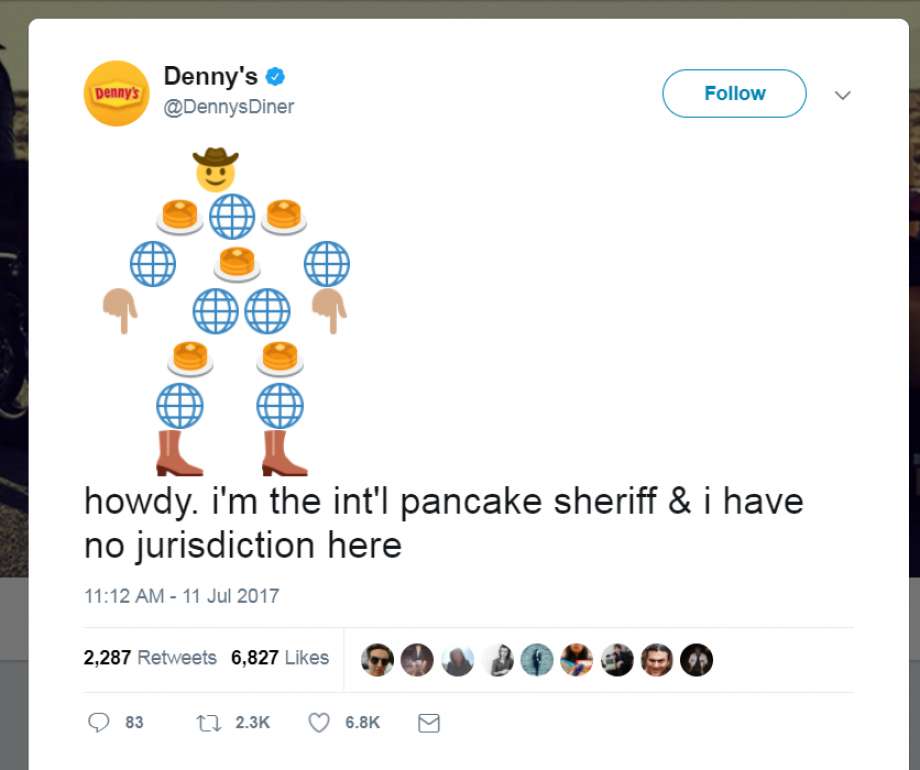 Denny's
Denny's
@DennysDiner
Follow
howdy. i'm the int'l pancake sheriff & i have
no jurisdiction here
11:12 AM - 11 Jul 2017
2,287 Retweets 6,827 Likes
83 2.3K 6.8K